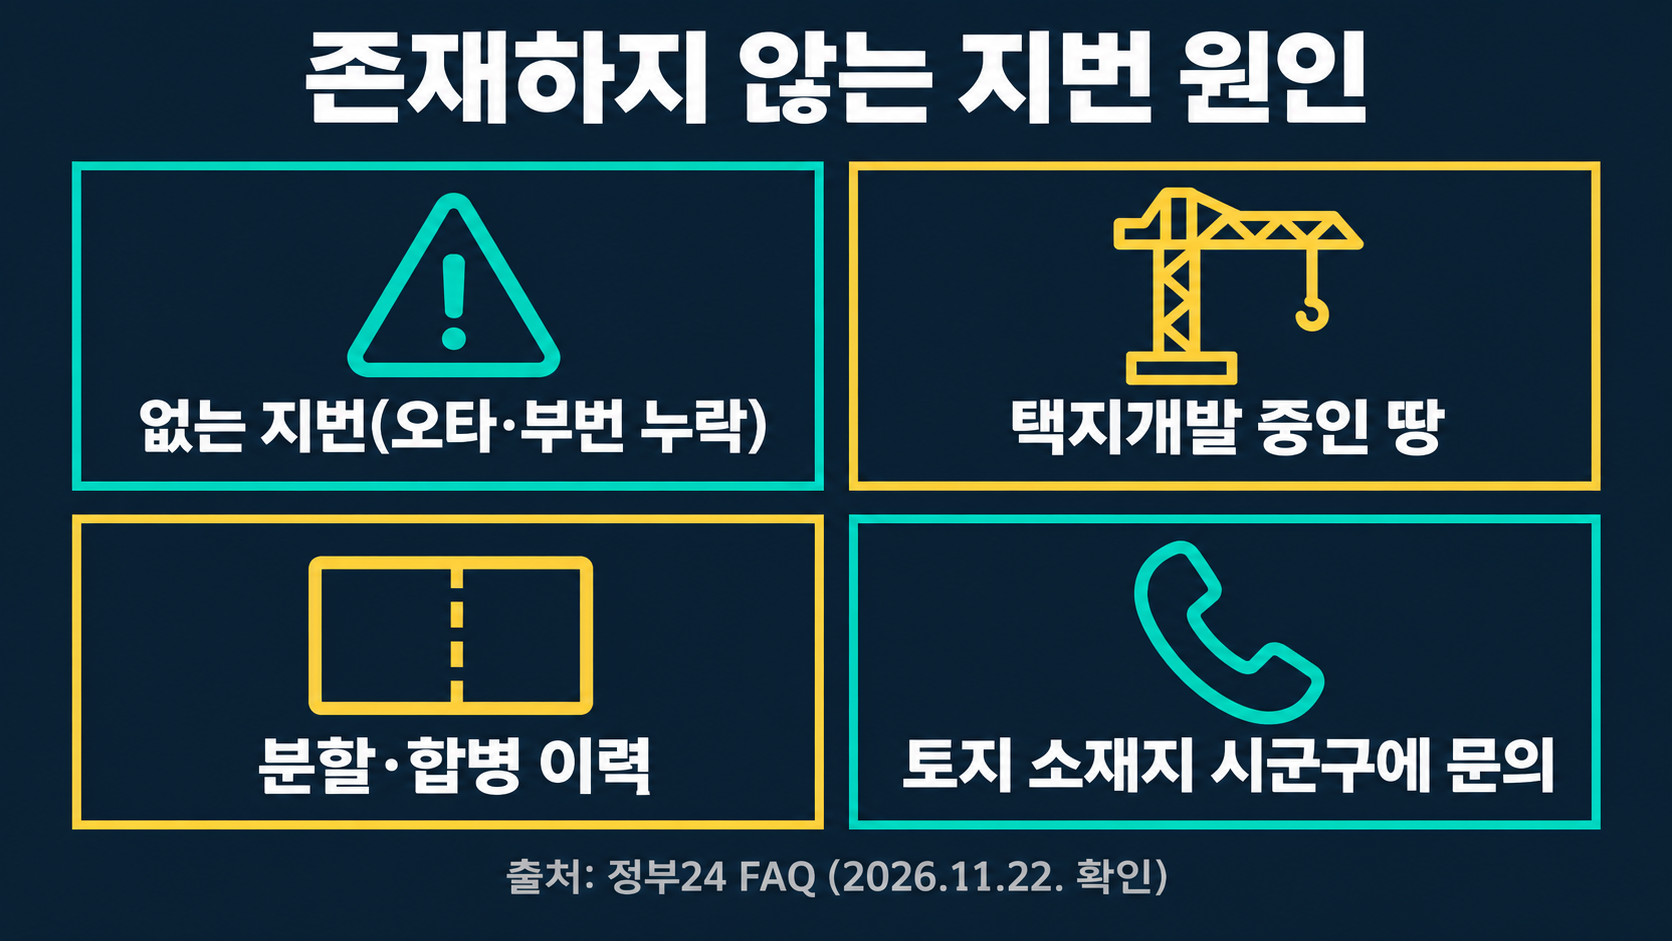 존재하지 않는 지번 원인
없는 지번(오타·부번 누락)
택지개발 중인 땅
분할·합병 이력
토지 소재지 시군구에 문의
출처: 정부24 FAQ (2026.11.22. 확인)